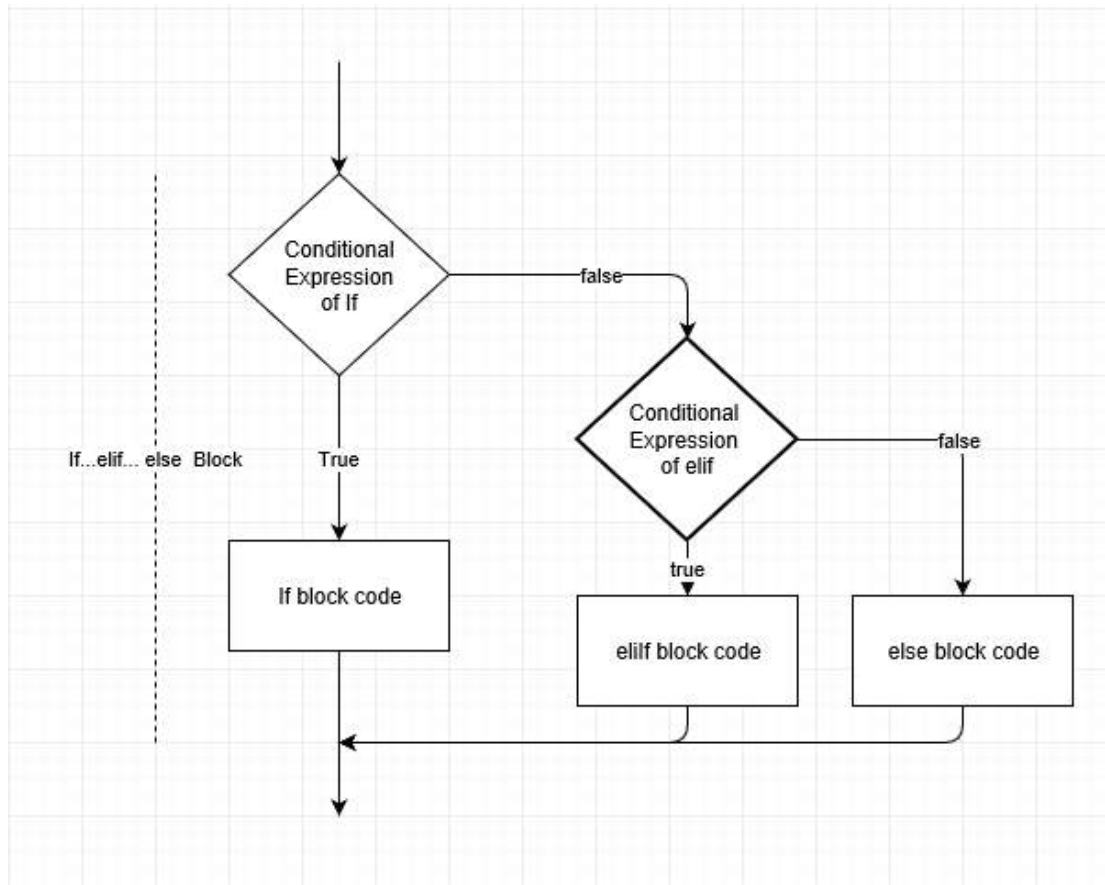 Conditional
Expression
of If
false
Conditional
Expression
of elif
false
If...elif... else Block
True
true
If block code
elilf block code
else block code